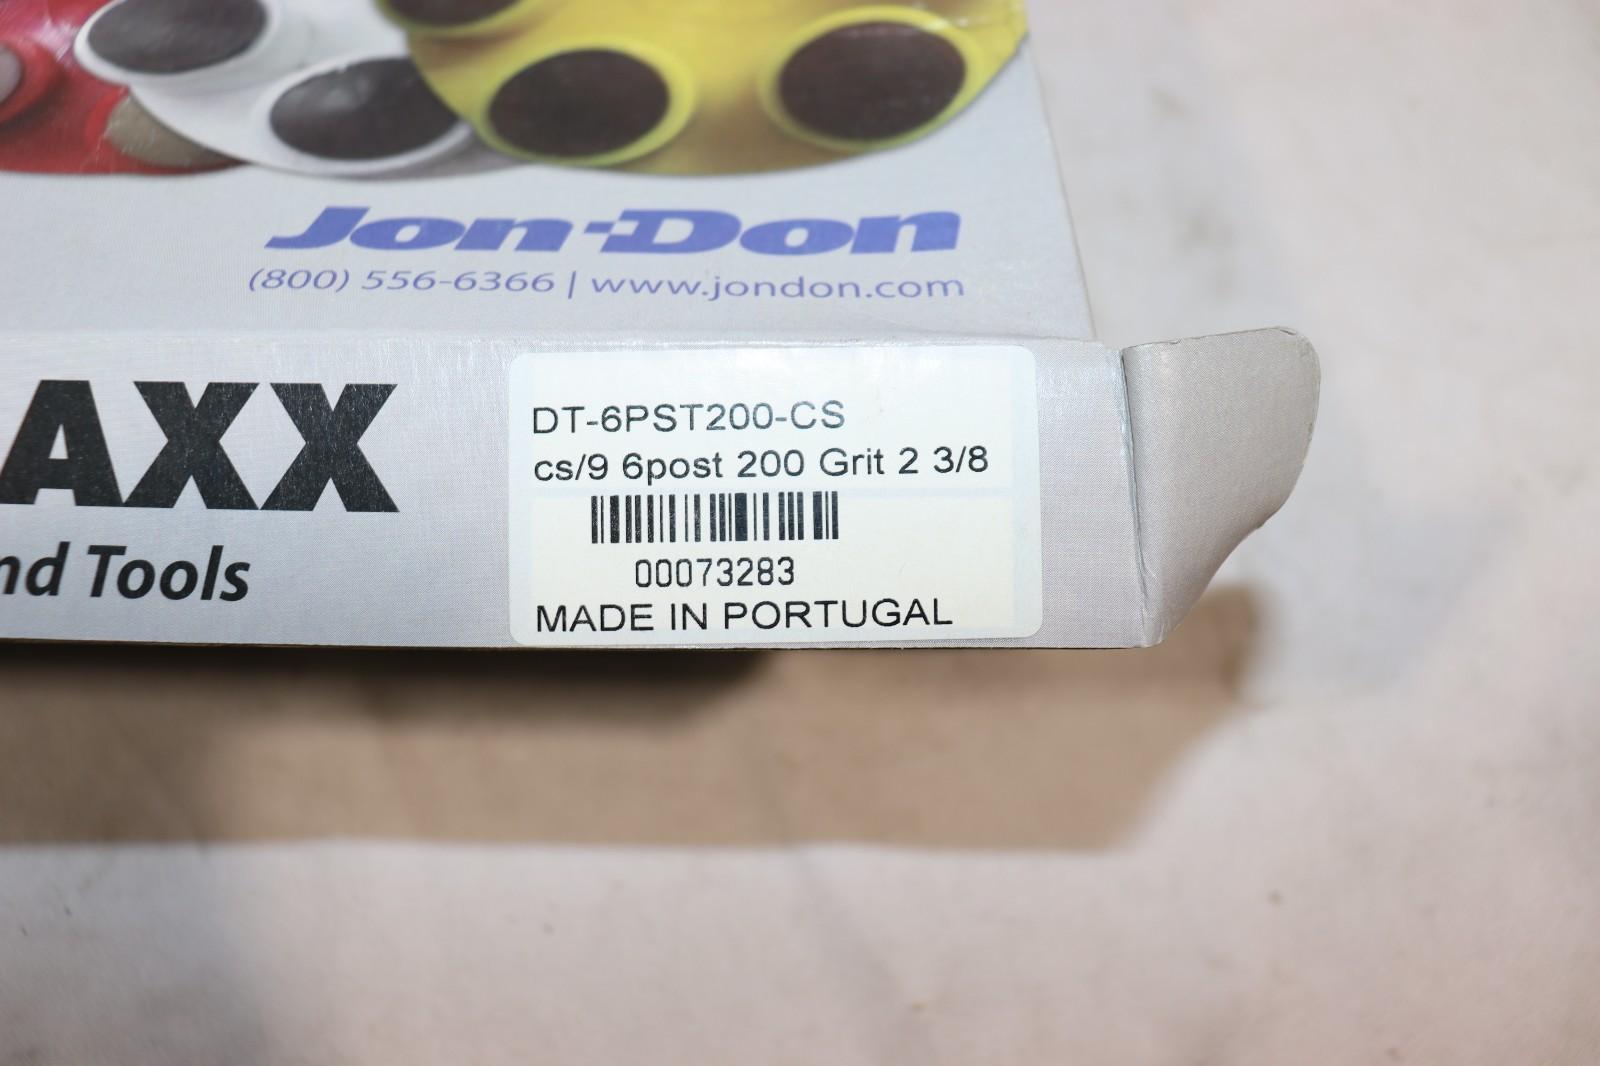 Jon-Don
(800) 556-6366 | www.jondon.com
AXX
nd Tools
DT-6PST200-CS
cs/9 6post 200 Grit 2 3/8
00073283
MADE IN PORTUGAL